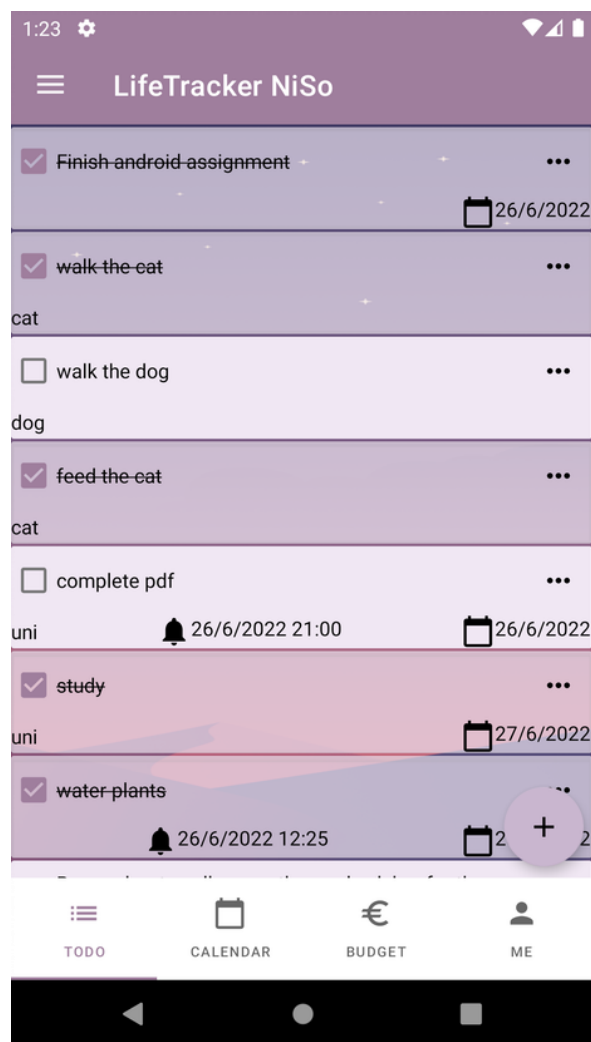 1:23
LifeTracker NiSo
Finish android assignment
26/6/2022
walk the cat
cat
walk the dog
dog
feed the cat
cat
complete pdf
uni 26/6/2022 21:00 26/6/2022
study
uni 27/6/2022
water plants
26/6/2022 12:25 2 2
TODO CALENDAR BUDGET ME